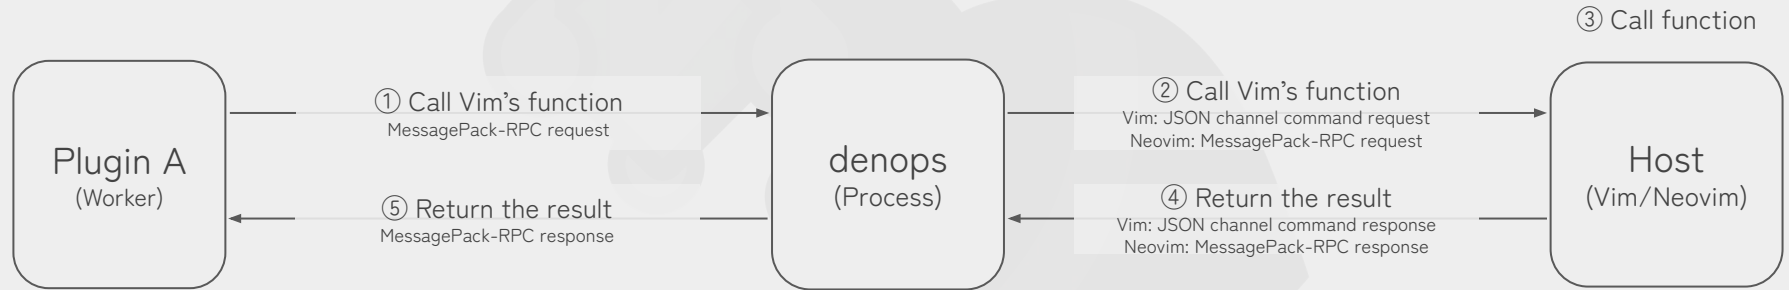 ③ Call function
Plugin A
(Worker)
① Call Vim's function
MessagePack-RPC request
⑤ Return the result
MessagePack-RPC response
denops
(Process)
② Call Vim's function
Vim: JSON channel command request
Neovim: MessagePack-RPC request
④ Return the result
Vim: JSON channel command response
Neovim: MessagePack-RPC response
Host
(Vim/Neovim)